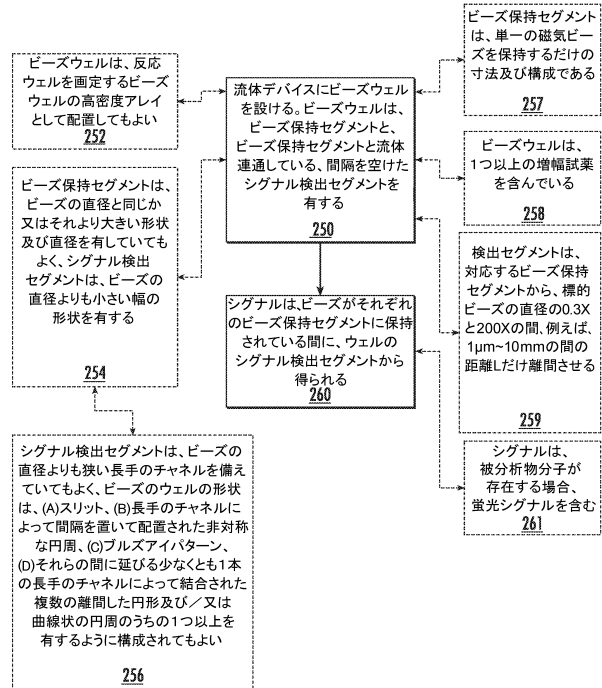 ビーズウェルは、反応
ウェルを画定するビーズ
ウェルの高密度アレイ
として配置してもよい
252
ビーズ保持セグメントは、
ビーズの直径と同じか
又はそれより大きい形状
及び直径を有していても
よく、シグナル検出
セグメントは、ビーズの
直径よりも小さい幅の
形状を有する
254
シグナル検出セグメントは、ビーズの
直径よりも狭い長手のチャネルを備え
ていてもよく、ビーズのウェルの形状
は、(A)スリット、(B)長手のチャネルに
よって間隔を置いて配置された非対称
な円周、(C)ブルズアイパターン、
(D)それらの間に延びる少なくとも1本
の長手のチャネルによって結合された
複数の離間した円形及び/又は
曲線状の円周のうちの1つ以上を
有するように構成されてもよい
256
流体デバイスにビーズウェル
を設ける。ビーズウェルは、
ビーズ保持セグメントと、
ビーズ保持セグメントと流体
連通している、間隔を空けた
シグナル検出セグメントを
有する
250
シグナルは、ビーズがそれぞれ
のビーズ保持セグメントに保持
されている間に、ウェルの
シグナル検出セグメントから
得られる
260
ビーズ保持セグメント
は、単一の磁気ビー
ズを保持するだけの
寸法及び構成である
257
ビーズウェルは、
1つ以上の増幅試薬
を含んでいる
258
検出セグメントは、
対応するビーズ保持
セグメントから、標的
ビーズの直径の0.3X
と200Xの間、例えば、
1μm~10mmの間の
距離Lだけ離間させる
259
シグナルは、
被分析物分子が
存在する場合、
蛍光シグナルを含む
261